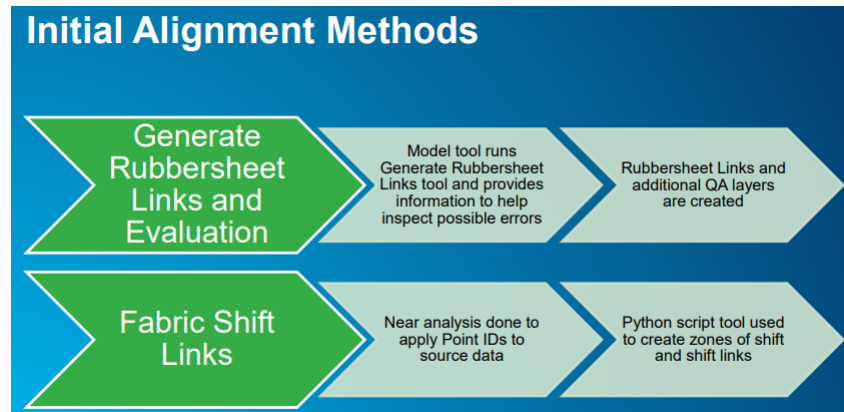 Initial Alignment Methods
Generate
Rubbersheet
Links and
Evaluation
Model tool runs
Generate Rubbersheet
Links tool and provides
information to help
inspect possible errors
Rubbersheet Links and
additional QA layers
are created
Fabric Shift
Links
Near analysis done to
apply Point IDs to
source data
Python script tool used
to create zones of shift
and shift links